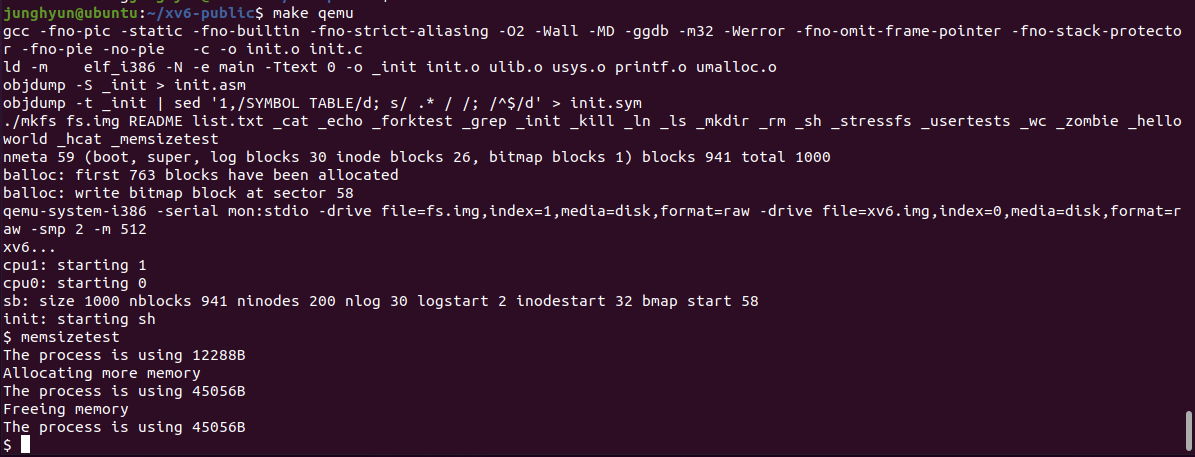 junghyun@ubuntu:~/xv6-public$ make qemu
gcc -fno-pic -static -fno-builtin -fno-strict-aliasing -O2 -Wall -MD -ggdb -m32 -Werror -fno-omit-frame-pointer -fno-stack-protecto
r -fno-pie -no-pie   -c -o init.o init.c
ld -m    elf_i386 -N -e main -Ttext 0 -o _init init.o ulib.o usys.o printf.o umalloc.o
objdump -S _init > init.asm
objdump -t _init | sed '1,/SYMBOL TABLE/d; s/ .* / /; /^$/d' > init.sym
./mkfs fs.img README list.txt _cat _echo _forktest _grep _init _kill _ln _ls _mkdir _rm _sh _stressfs _usertests _wc _zombie _hello
world _hcat _memsizetest
nmeta 59 (boot, super, log blocks 30 inode blocks 26, bitmap blocks 1) blocks 941 total 1000
balloc: first 763 blocks have been allocated
balloc: write bitmap block at sector 58
qemu-system-i386 -serial mon:stdio -drive file=fs.img,index=1,media=disk,format=raw -drive file=xv6.img,index=0,media=disk,format=r
aw -smp 2 -m 512
xv6...
cpu1: starting 1
cpu0: starting 0
sb: size 1000 nblocks 941 ninodes 200 nlog 30 logstart 2 inodestart 32 bmap start 58
init: starting sh
$ memsizetest
The process is using 12288B
Allocating more memory
The process is using 45056B
Freeing memory
The process is using 45056B
$